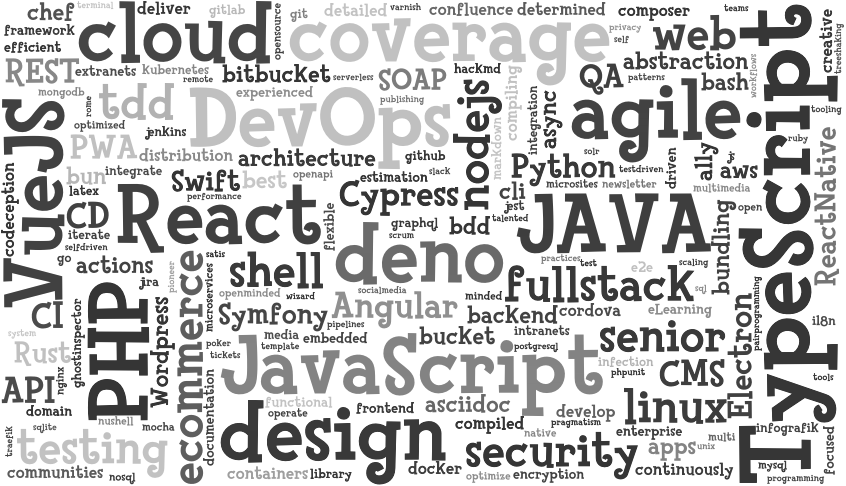 chef
terminal
deliver
gitlab
git
detailed
varnish
confluence
determined
composer
teams
framework
cloud
opensource
coverage
privacy
self
web
creative
treeshaking
efficient
REST
extranets
Kubernetes
remote
bitbucket
serverless
SOAP
hackmd
QA
abstraction
patterns
bash
workflows
TypeScript
mongodb
rome
tdd
experienced
DevOps
publishing
nodejs
markdown
compiling
integration
async
agile
tooling
optimized
jenkins
VueJS
PWA
distribution
architecture
github
solr
driven
ally
ruby
ReactNative
codeception
bun
integrate
Swift
best
openapi
estimation
slack
Python
testdriven
aws
latex
performance
Cypress
cli
microsites
newsletter
multimedia
CD
React
flexible
jest
talented
JAVA
open
iterate
selfdriven
graphql
bdd
scrum
bundling
go
actions
pioneer
satis
shell
deno
practices
test
e2e
scaling
jira
ecommerce
microservices
openminded
wizard
socialmedia
minded
fullstack
sql
pairprogramming
CI
PHP
Wordpress
Symfony
Angular
backend
cordova
eLearning
Electron
i18n
system
ghostinspector
pipelines
media
embedded
bucket
intranets
senior
Rust
poker
template
tickets
JavaScript
postgresql
infection
phpunit
CMS
API
nginx
tools
domain
nushell
documentation
functional
operate
frontend
asciidoc
develop
linux
traefik
sqlite
mocha
design
compiled
pragmatism
native
enterprise
multi
infografik
focused
testing
security
apps
unix
communities
nosql
containers
library
docker
optimize
encryption
continuously
mysql
programming